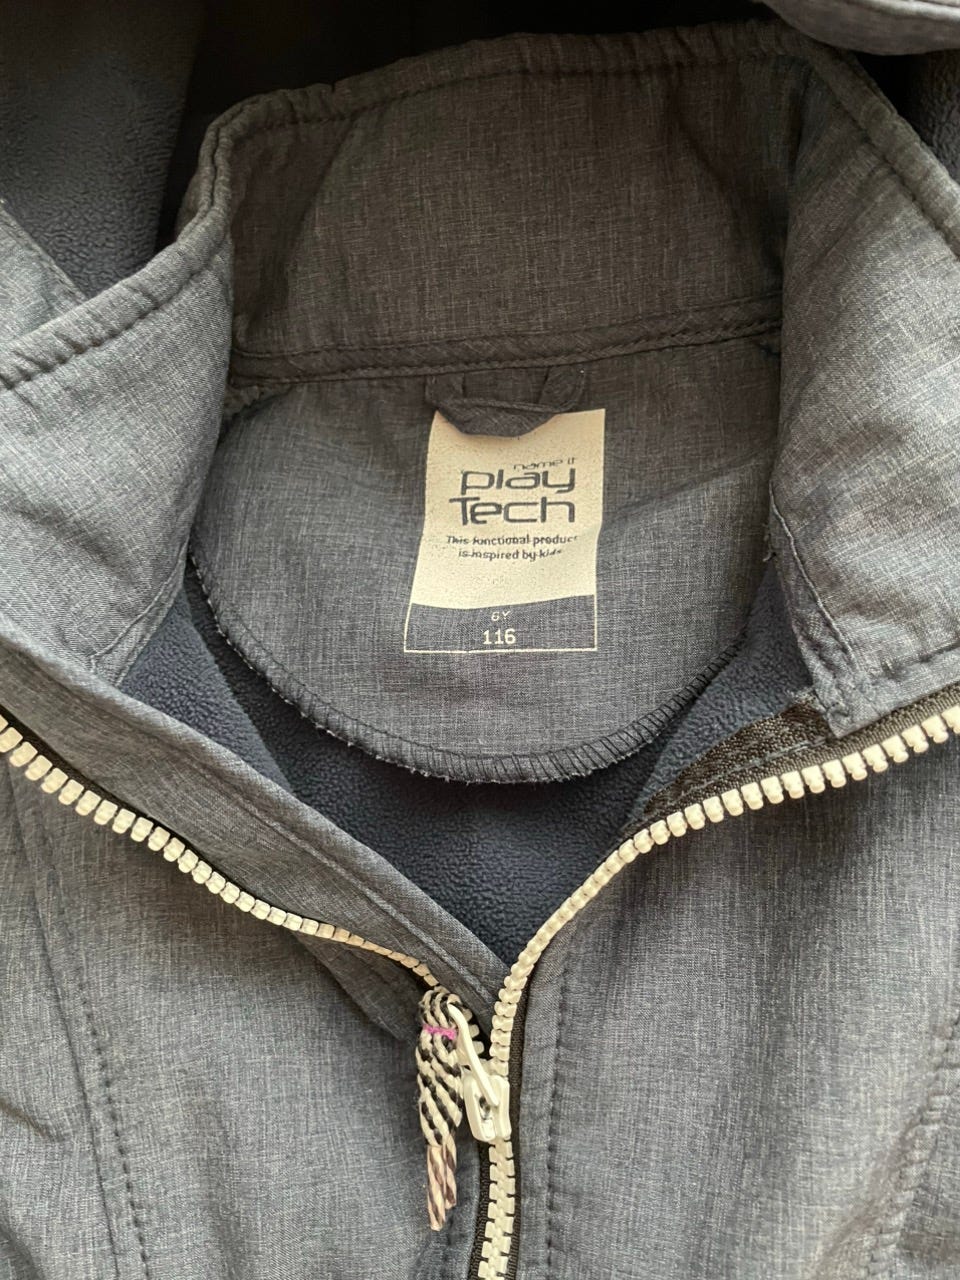 name it
play
Tech
This functional product
is inspired by kids
6Y
116